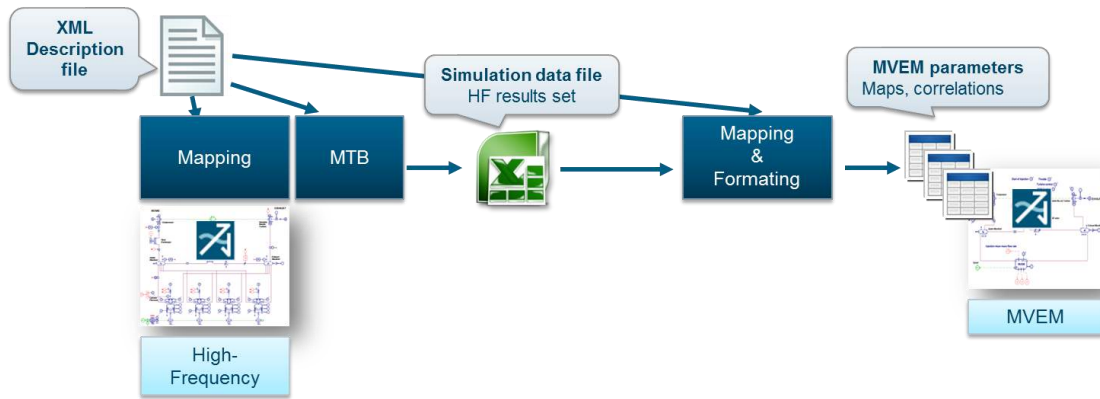 XML
Description
file
Simulation data file
HF results set
MVEM parameters
Maps, correlations
Mapping
MTB
Mapping
&
Formating
High-
Frequency
MVEM